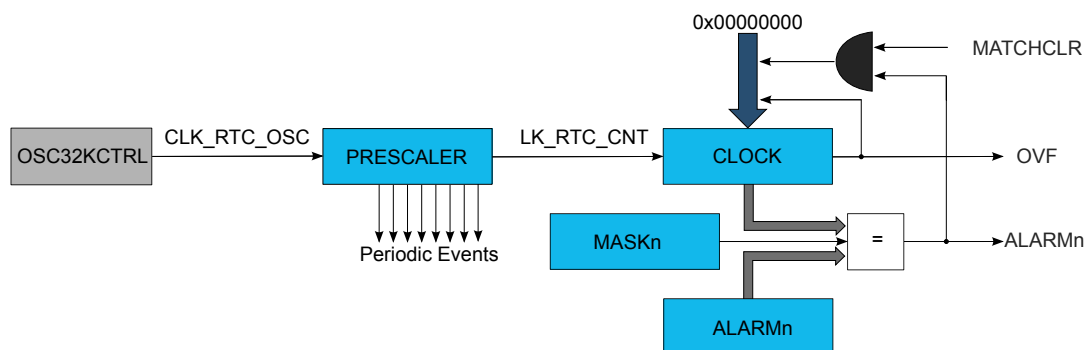 0x00000000
MATCHCLR
CLK_RTC_OSC
LK_RTC_CNT
OSC32KCTRL
PRESCALER
CLOCK
OVF
Periodic Events
MASKn
=
ALARMn
ALARMn